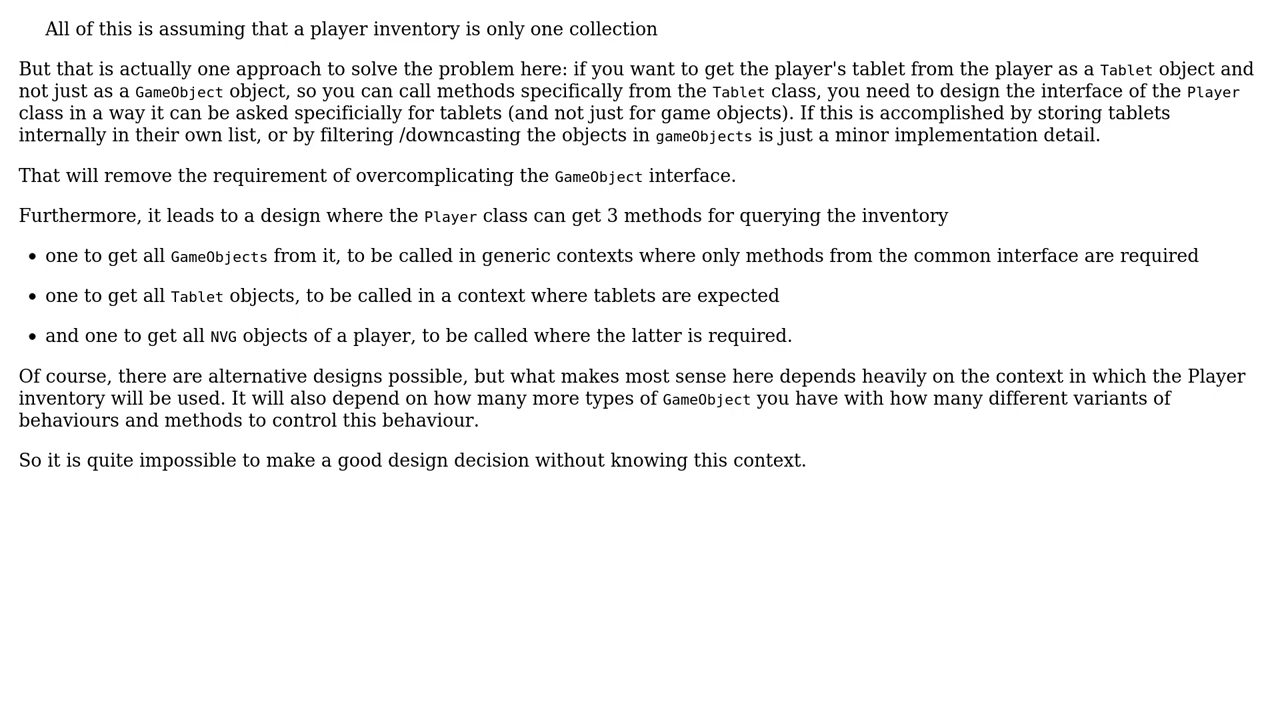 All of this is assuming that a player inventory is only one collection
But that is actually one approach to solve the problem here: if you want to get the player's tablet from the player as a Tablet object and
not just as a GameObject object, so you can call methods specifically from the Tablet class, you need to design the interface of the Player
class in a way it can be asked specificially for tablets (and not just for game objects). If this is accomplished by storing tablets
internally in their own list, or by filtering /downcasting the objects in gameObjects is just a minor implementation detail.
That will remove the requirement of overcomplicating the GameObject interface.
Furthermore, it leads to a design where the Player class can get 3 methods for querying the inventory
• one to get all GameObjects from it, to be called in generic contexts where only methods from the common interface are required
• one to get all Tablet objects, to be called in a context where tablets are expected
• and one to get all NVG objects of a player, to be called where the latter is required.
Of course, there are alternative designs possible, but what makes most sense here depends heavily on the context in which the Player
inventory will be used. It will also depend on how many more types of GameObject you have with how many different variants of
behaviours and methods to control this behaviour.
So it is quite impossible to make a good design decision without knowing this context.